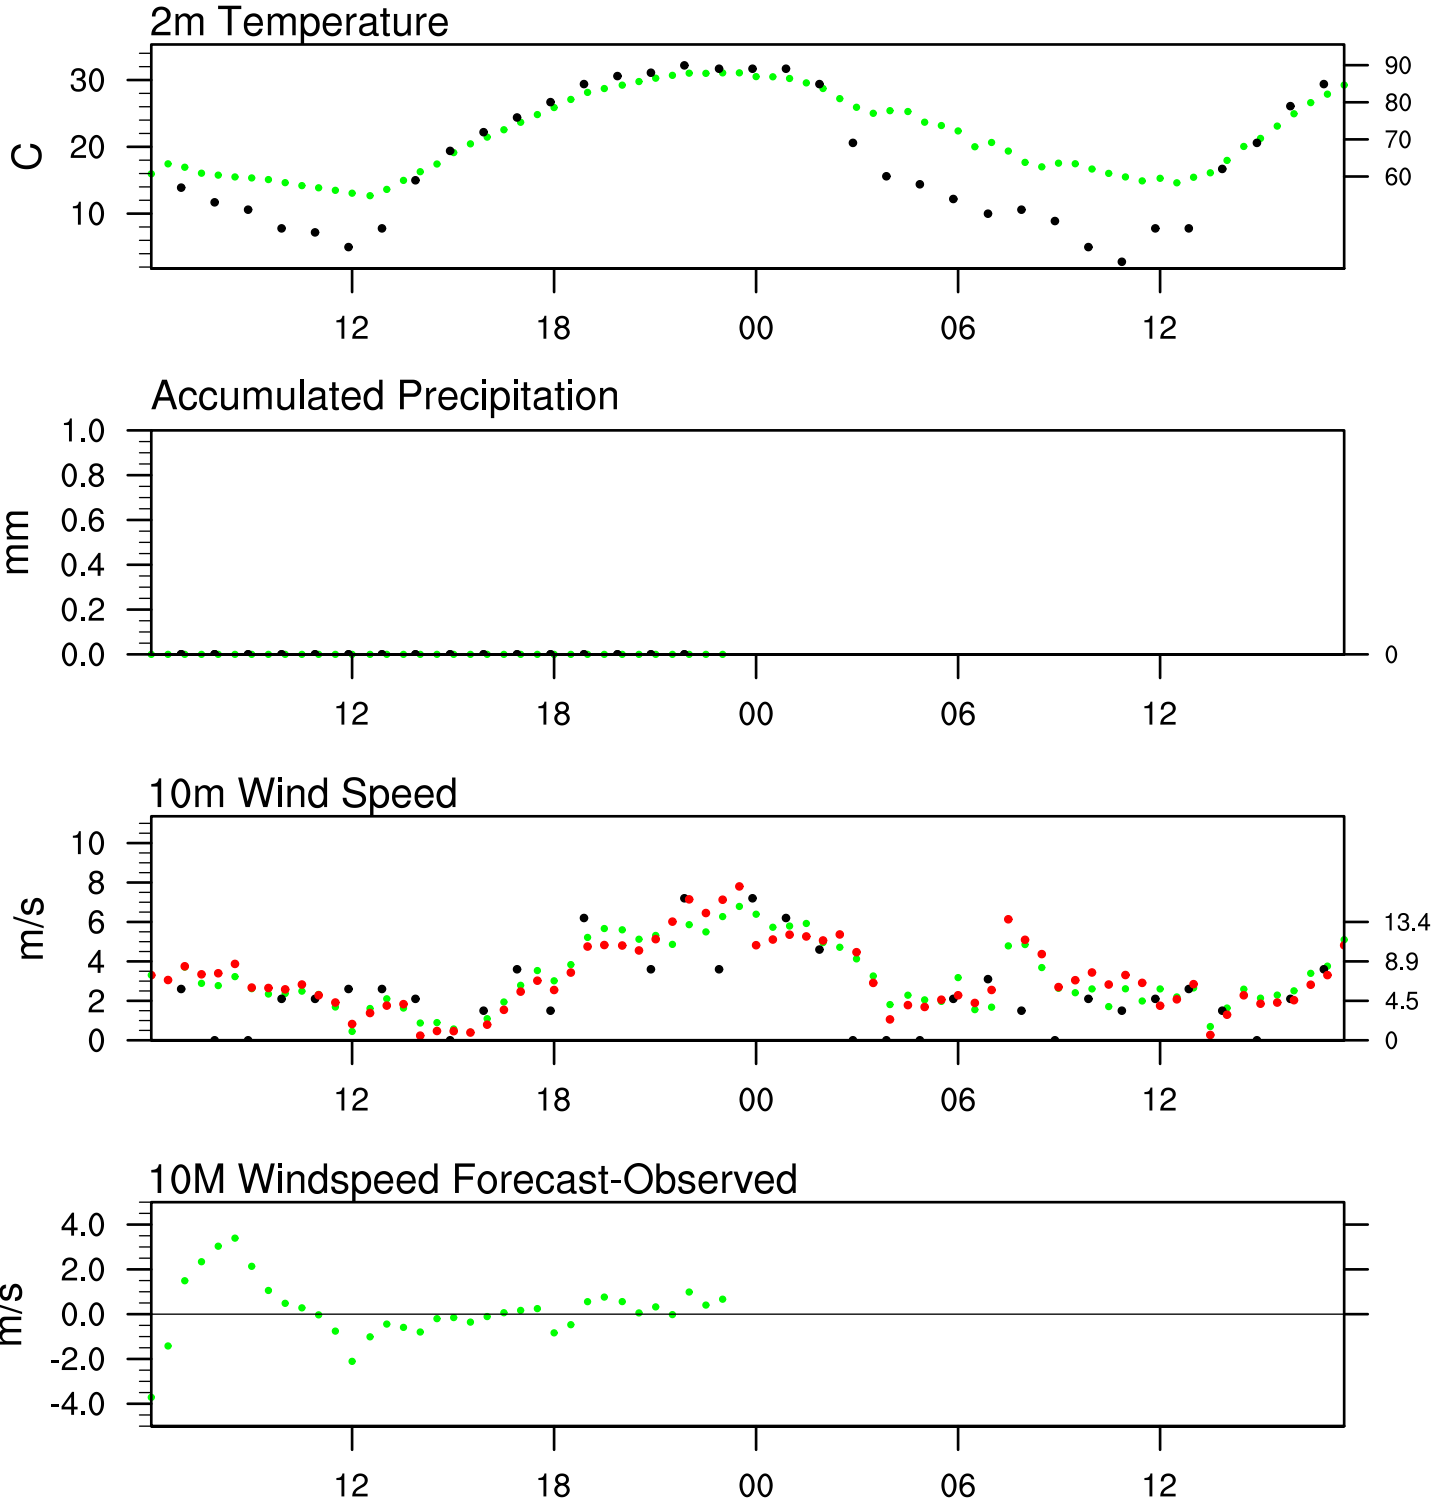 2m Temperature
C
30
20
10
90
80
70
60
12 18 00 06 12
Accumulated Precipitation
mm
1.0
0.8
0.6
0.4
0.2
0.0
0
12 18 00 06 12
10m Wind Speed
m/s
10
8
6
4
2
0
13.4
8.9
4.5
0
12 18 00 06 12
10M Windspeed Forecast-Observed
m/s
4.0
2.0
0.0
-2.0
-4.0
12 18 00 06 12